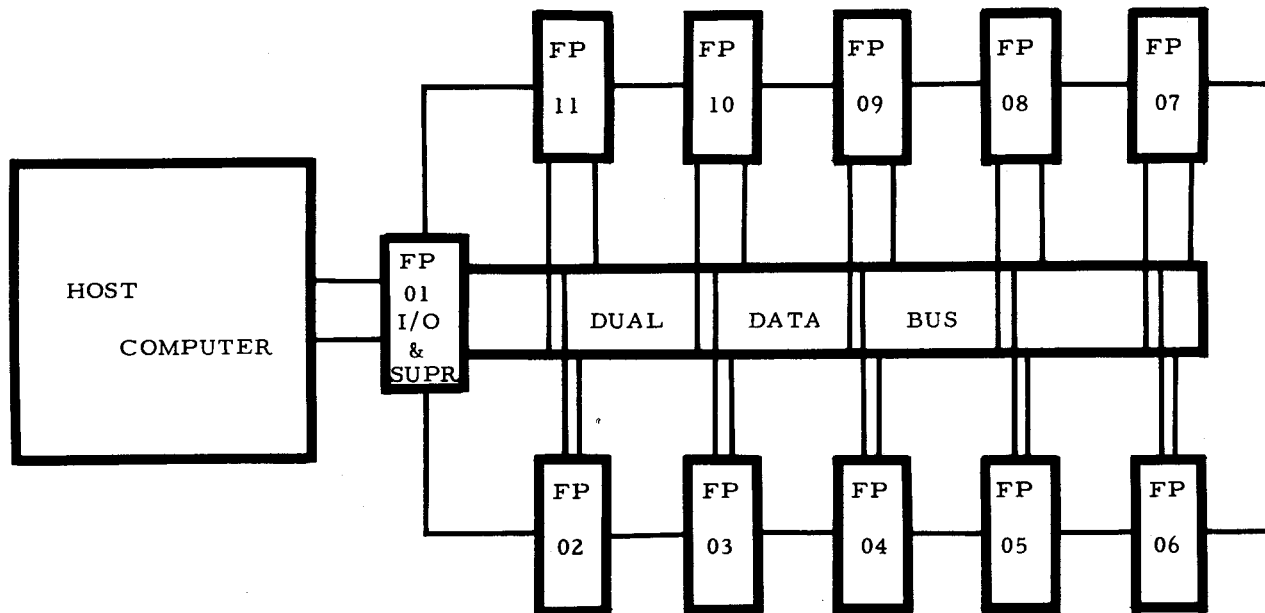 FP
11
FP
10
FP
09
FP
08
FP
07
HOST
COMPUTER
FP
01
I/O
&
SUPR
DUAL DATA BUS
FP
02
FP
03
FP
04
FP
05
FP
06